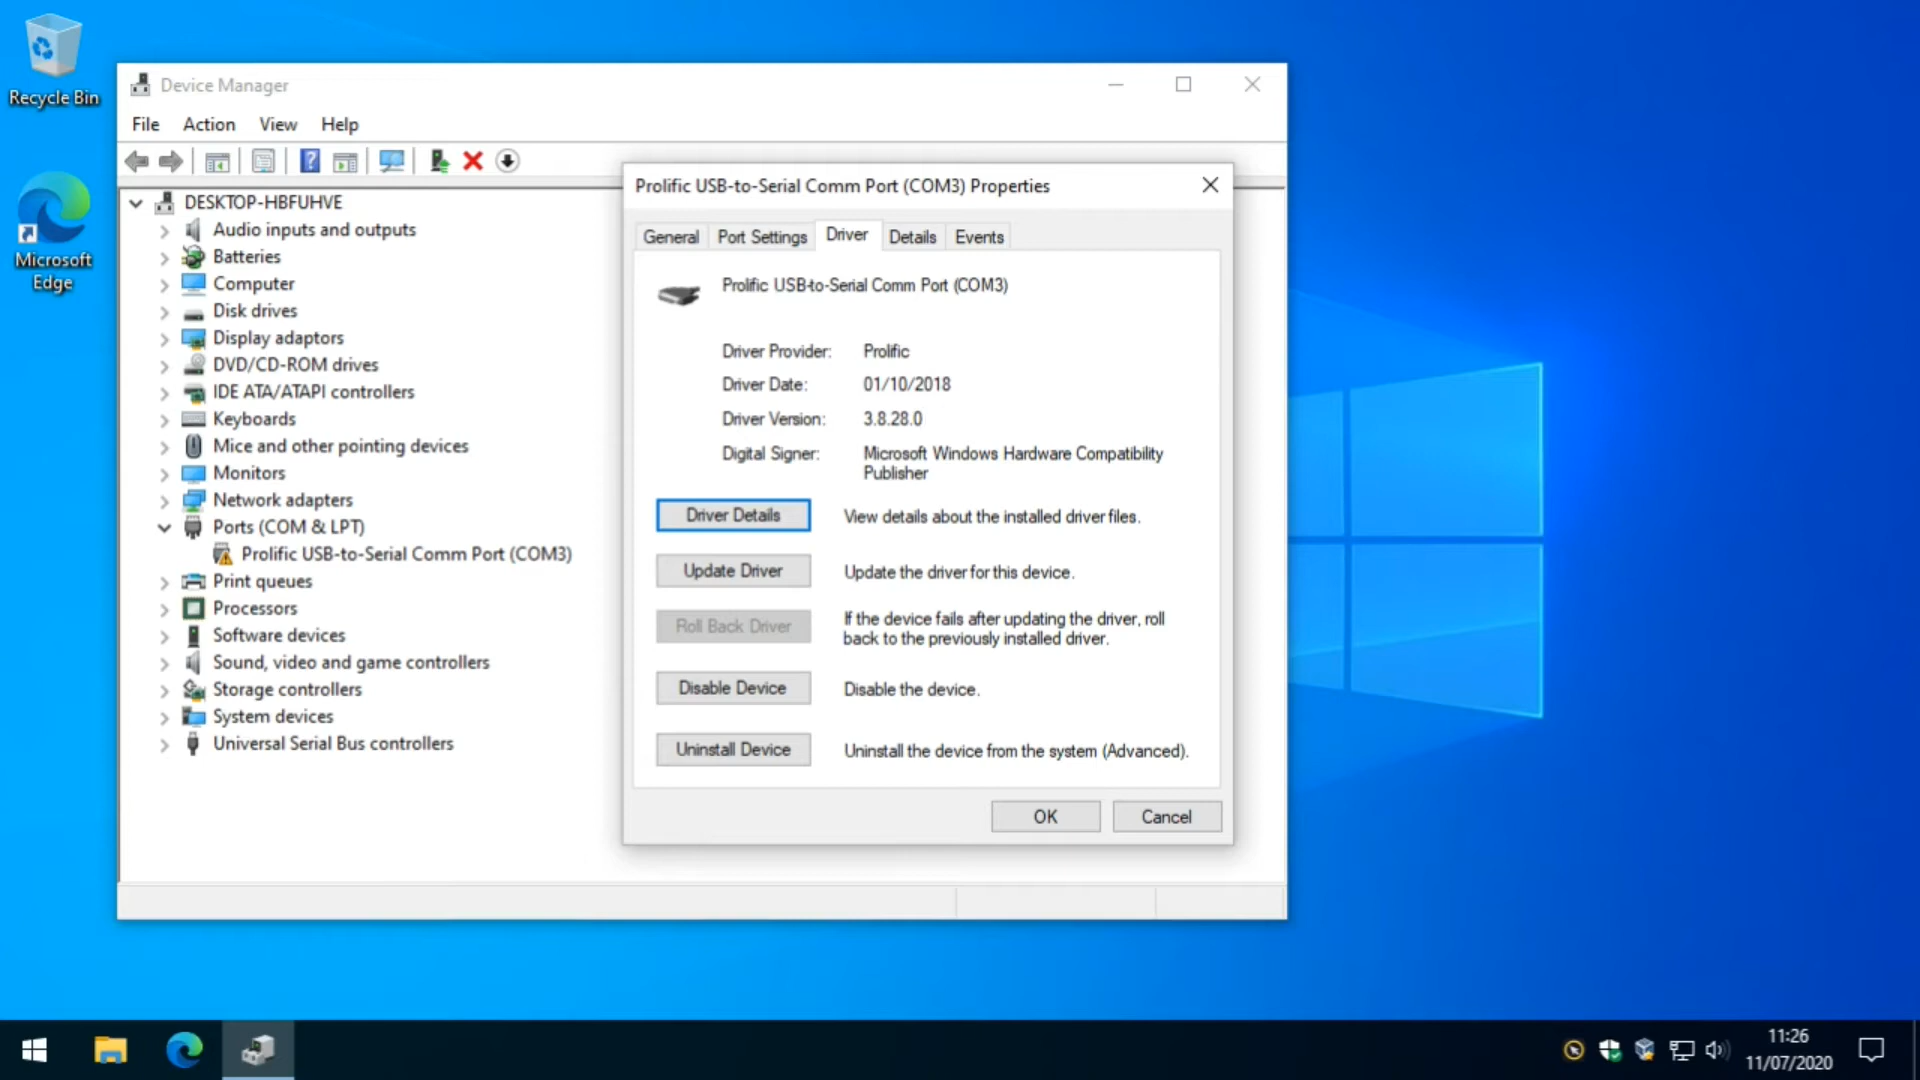 Recycle Bin
Microsoft
Edge
Device Manager
File Action View Help
DESKTOP-HBFUHVE
Audio inputs and outputs
Batteries
Computer
Disk drives
Display adaptors
DVD/CD-ROM drives
IDE ATA/ATAPI controllers
Keyboards
Mice and other pointing devices
Monitors
Network adapters
Ports (COM & LPT)
Prolific USB-to-Serial Comm Port (COM3)
Print queues
Processors
Software devices
Sound, video and game controllers
Storage controllers
System devices
Universal Serial Bus controllers
Prolific USB-to-Serial Comm Port (COM3) Properties
General Port Settings Driver Details Events
Prolific USB-to-Serial Comm Port (COM3)
Driver Provider: Prolific
Driver Date: 01/10/2018
Driver Version: 3.8.28.0
Digital Signer: Microsoft Windows Hardware Compatibility
Publisher
Driver Details View details about the installed driver files.
Update Driver Update the driver for this device.
Roll Back Driver If the device fails after updating the driver, roll
back to the previously installed driver.
Disable Device Disable the device.
Uninstall Device Uninstall the device from the system (Advanced).
OK Cancel
11:26
11/07/2020